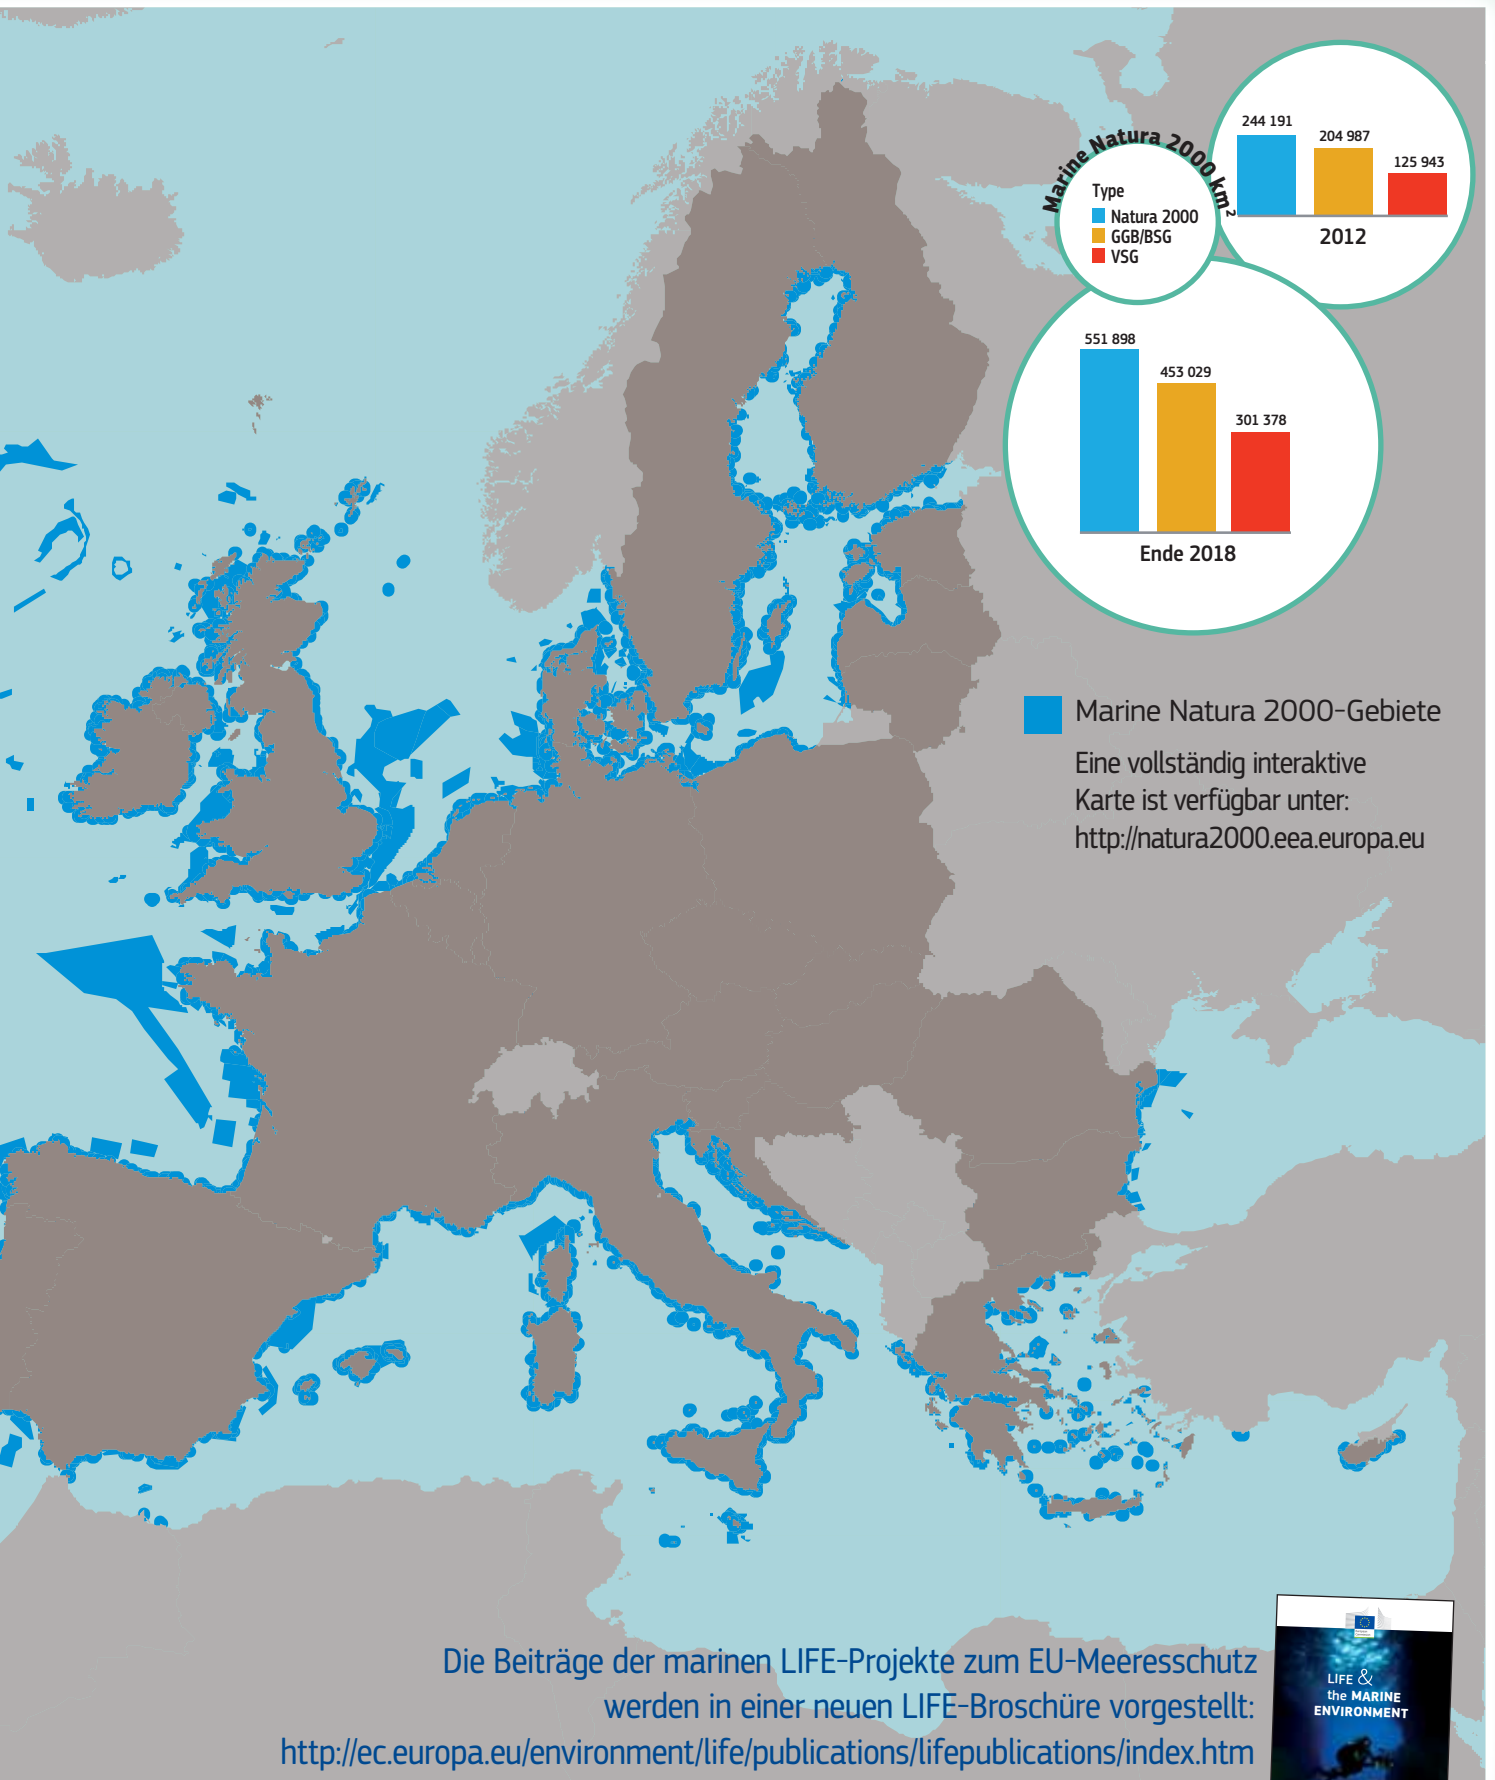 Marine Natura 2000 km²
Type
Natura 2000
GGB/BSG
VSG
244 191
204 987
125 943
2012
551 898
453 029
301 378
Ende 2018
Marine Natura 2000-Gebiete
Eine vollständig interaktive
Karte ist verfügbar unter:
http://natura2000.eea.europa.eu
Die Beiträge der marinen LIFE-Projekte zum EU-Meeresschutz
werden in einer neuen LIFE-Broschüre vorgestellt:
http://ec.europa.eu/environment/life/publications/lifepublications/index.htm
LIFE &
the MARINE
ENVIRONMENT